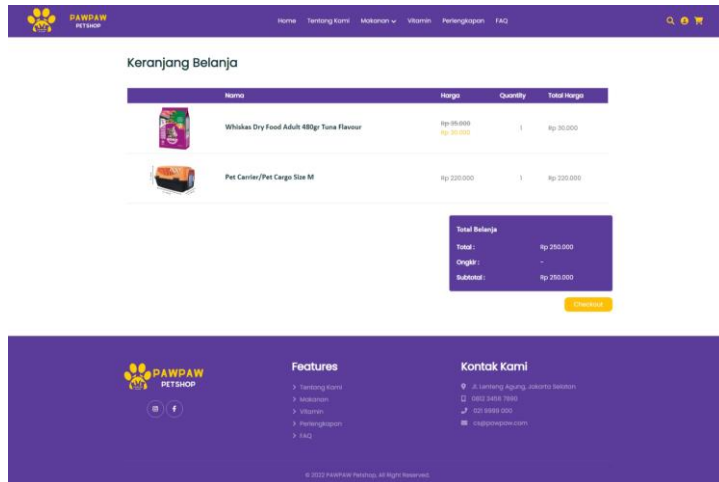 PAWPAW
PETSHOP
Home Tentang Kami Makanan Vitamin Perlengkapan FAQ
Keranjang Belanja
Nama Harga Quantity Total Harga
Whiskas Dry Food Adult 480gr Tuna Flavour
Rp 35.000
Rp 30.000
1
Rp 30.000
Pet Carrier/Pet Cargo Size M Rp 220.000 1 Rp 220.000
Total Belanja
Total : Rp 250.000
Ongkir : -
Subtotal : Rp 250.000
Checkout
PAWPAW
PETSHOP
Features
> Tentang Kami
> Makanan
> Vitamin
> Perlengkapan
> FAQ
Kontak Kami
Jl. Lenteng Agung, Jakarta Selatan
0812 3456 7890
021 9999 000
cs@pawpaw.com
© 2022 PAWPAW Petshop, All Right Reserved.